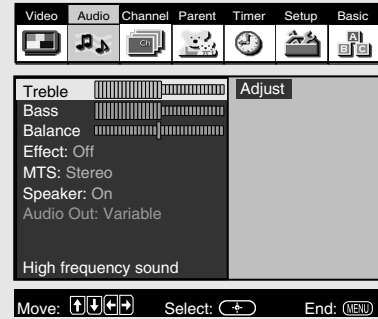 Video Audio Channel Parent Timer Setup Basic
Ch
A
B C
Treble Adjust
Bass
Balance
Effect: Off
MTS: Stereo
Speaker: On
Audio Out: Variable
High frequency sound
Move: Select: End: MENU